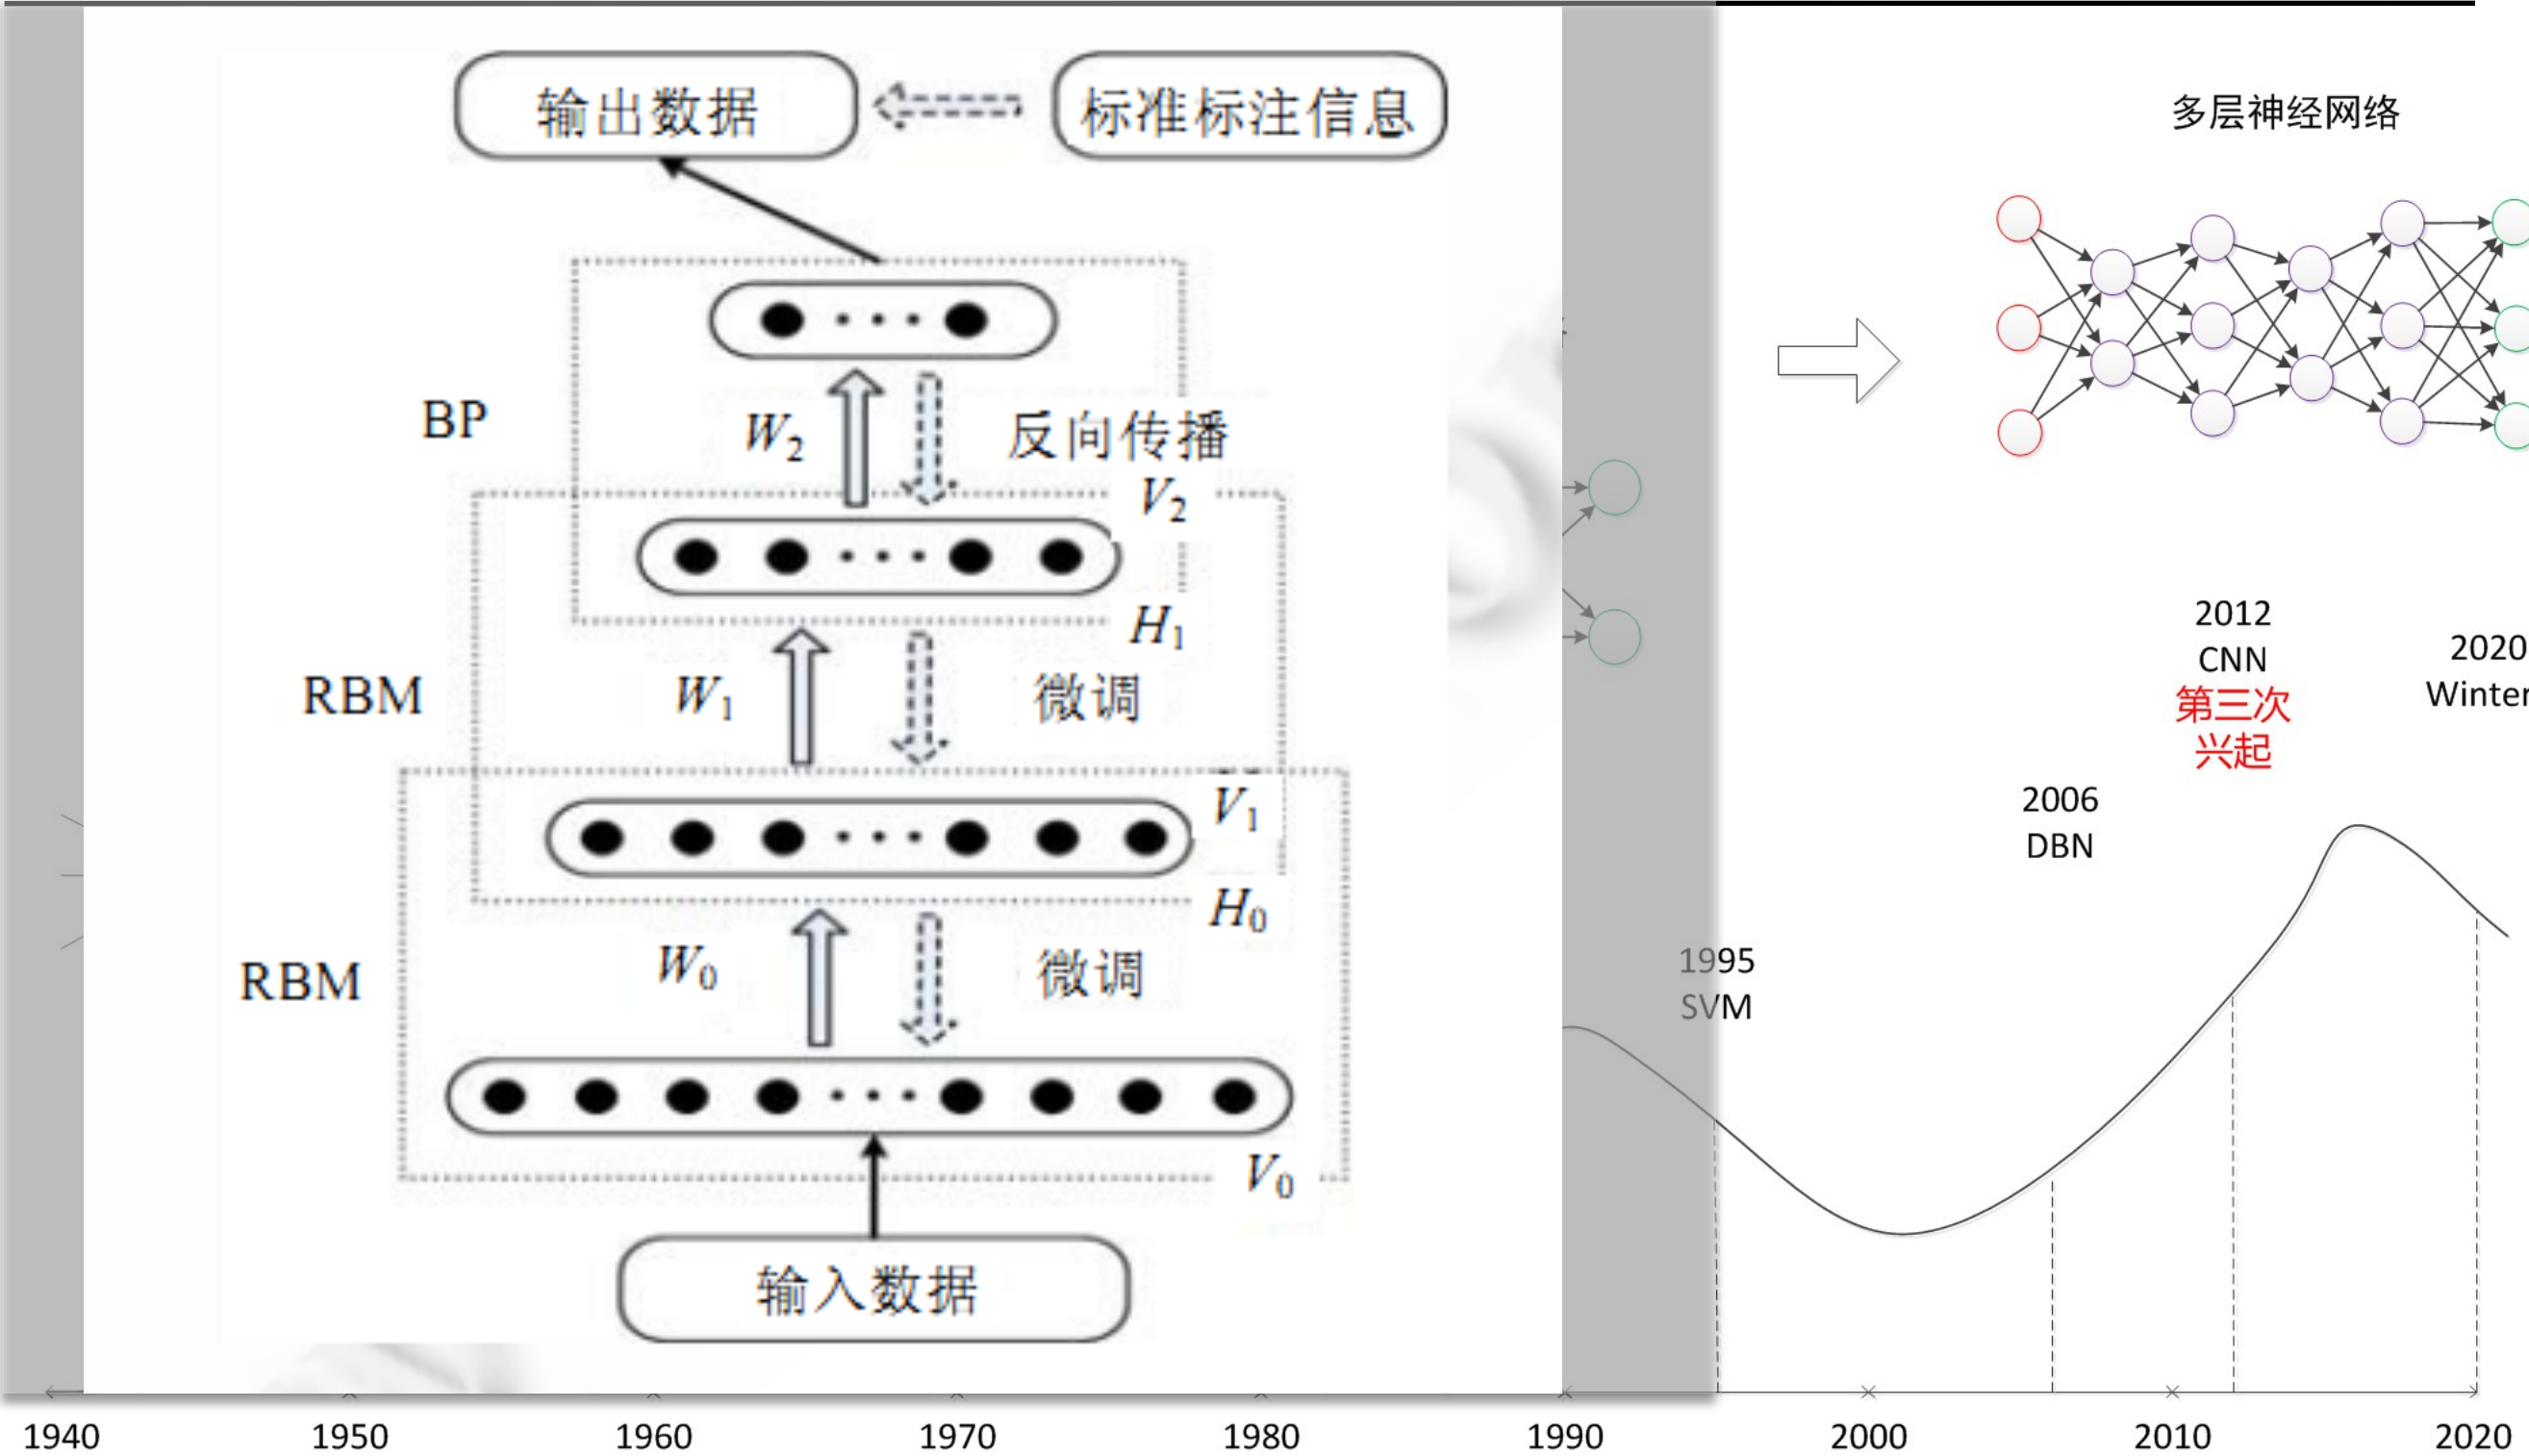 输出数据
标准标注信息
BP
W2
反向传播
V2
H1
RBM
W1
微调
V1
H0
RBM
W0
微调
V0
输入数据
多层神经网络
2012
CNN
第三次
兴起
2020
Winter
2006
DBN
1995
SVM
1940 1950 1960 1970 1980 1990 2000 2010 2020